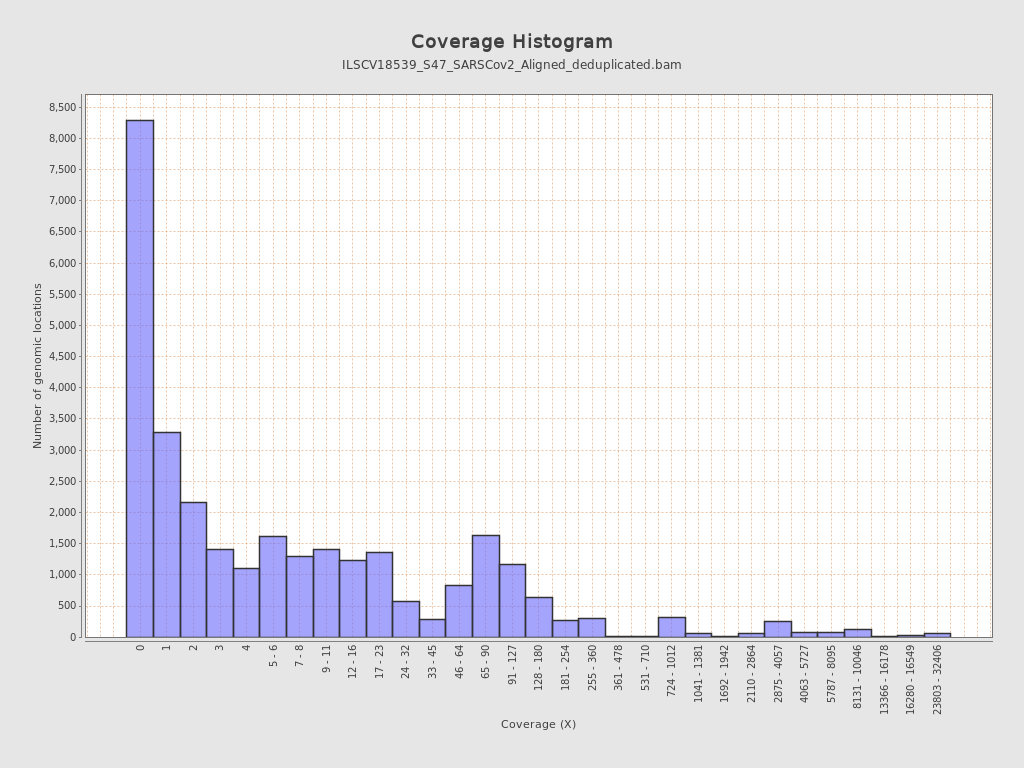 Coverage Histogram
ILSCV18539_S47_SARSCov2_Aligned_deduplicated.bam
Number of genomic locations
8,500
8,000
7,500
7,000
6,500
6,000
5,500
5,000
4,500
4,000
3,500
3,000
2,500
2,000
1,500
1,000
500
0
0
1
2
3
4
5 - 6
7 - 8
9 - 11
12 - 16
17 - 23
24 - 32
33 - 45
46 - 64
65 - 90
91 - 127
128 - 180
181 - 254
255 - 360
361 - 478
531 - 710
724 - 1012
1041 - 1381
1692 - 1942
2110 - 2864
2875 - 4057
4063 - 5727
5787 - 8095
8131 - 10046
13366 - 16178
16280 - 16549
23803 - 32406
Coverage (X)